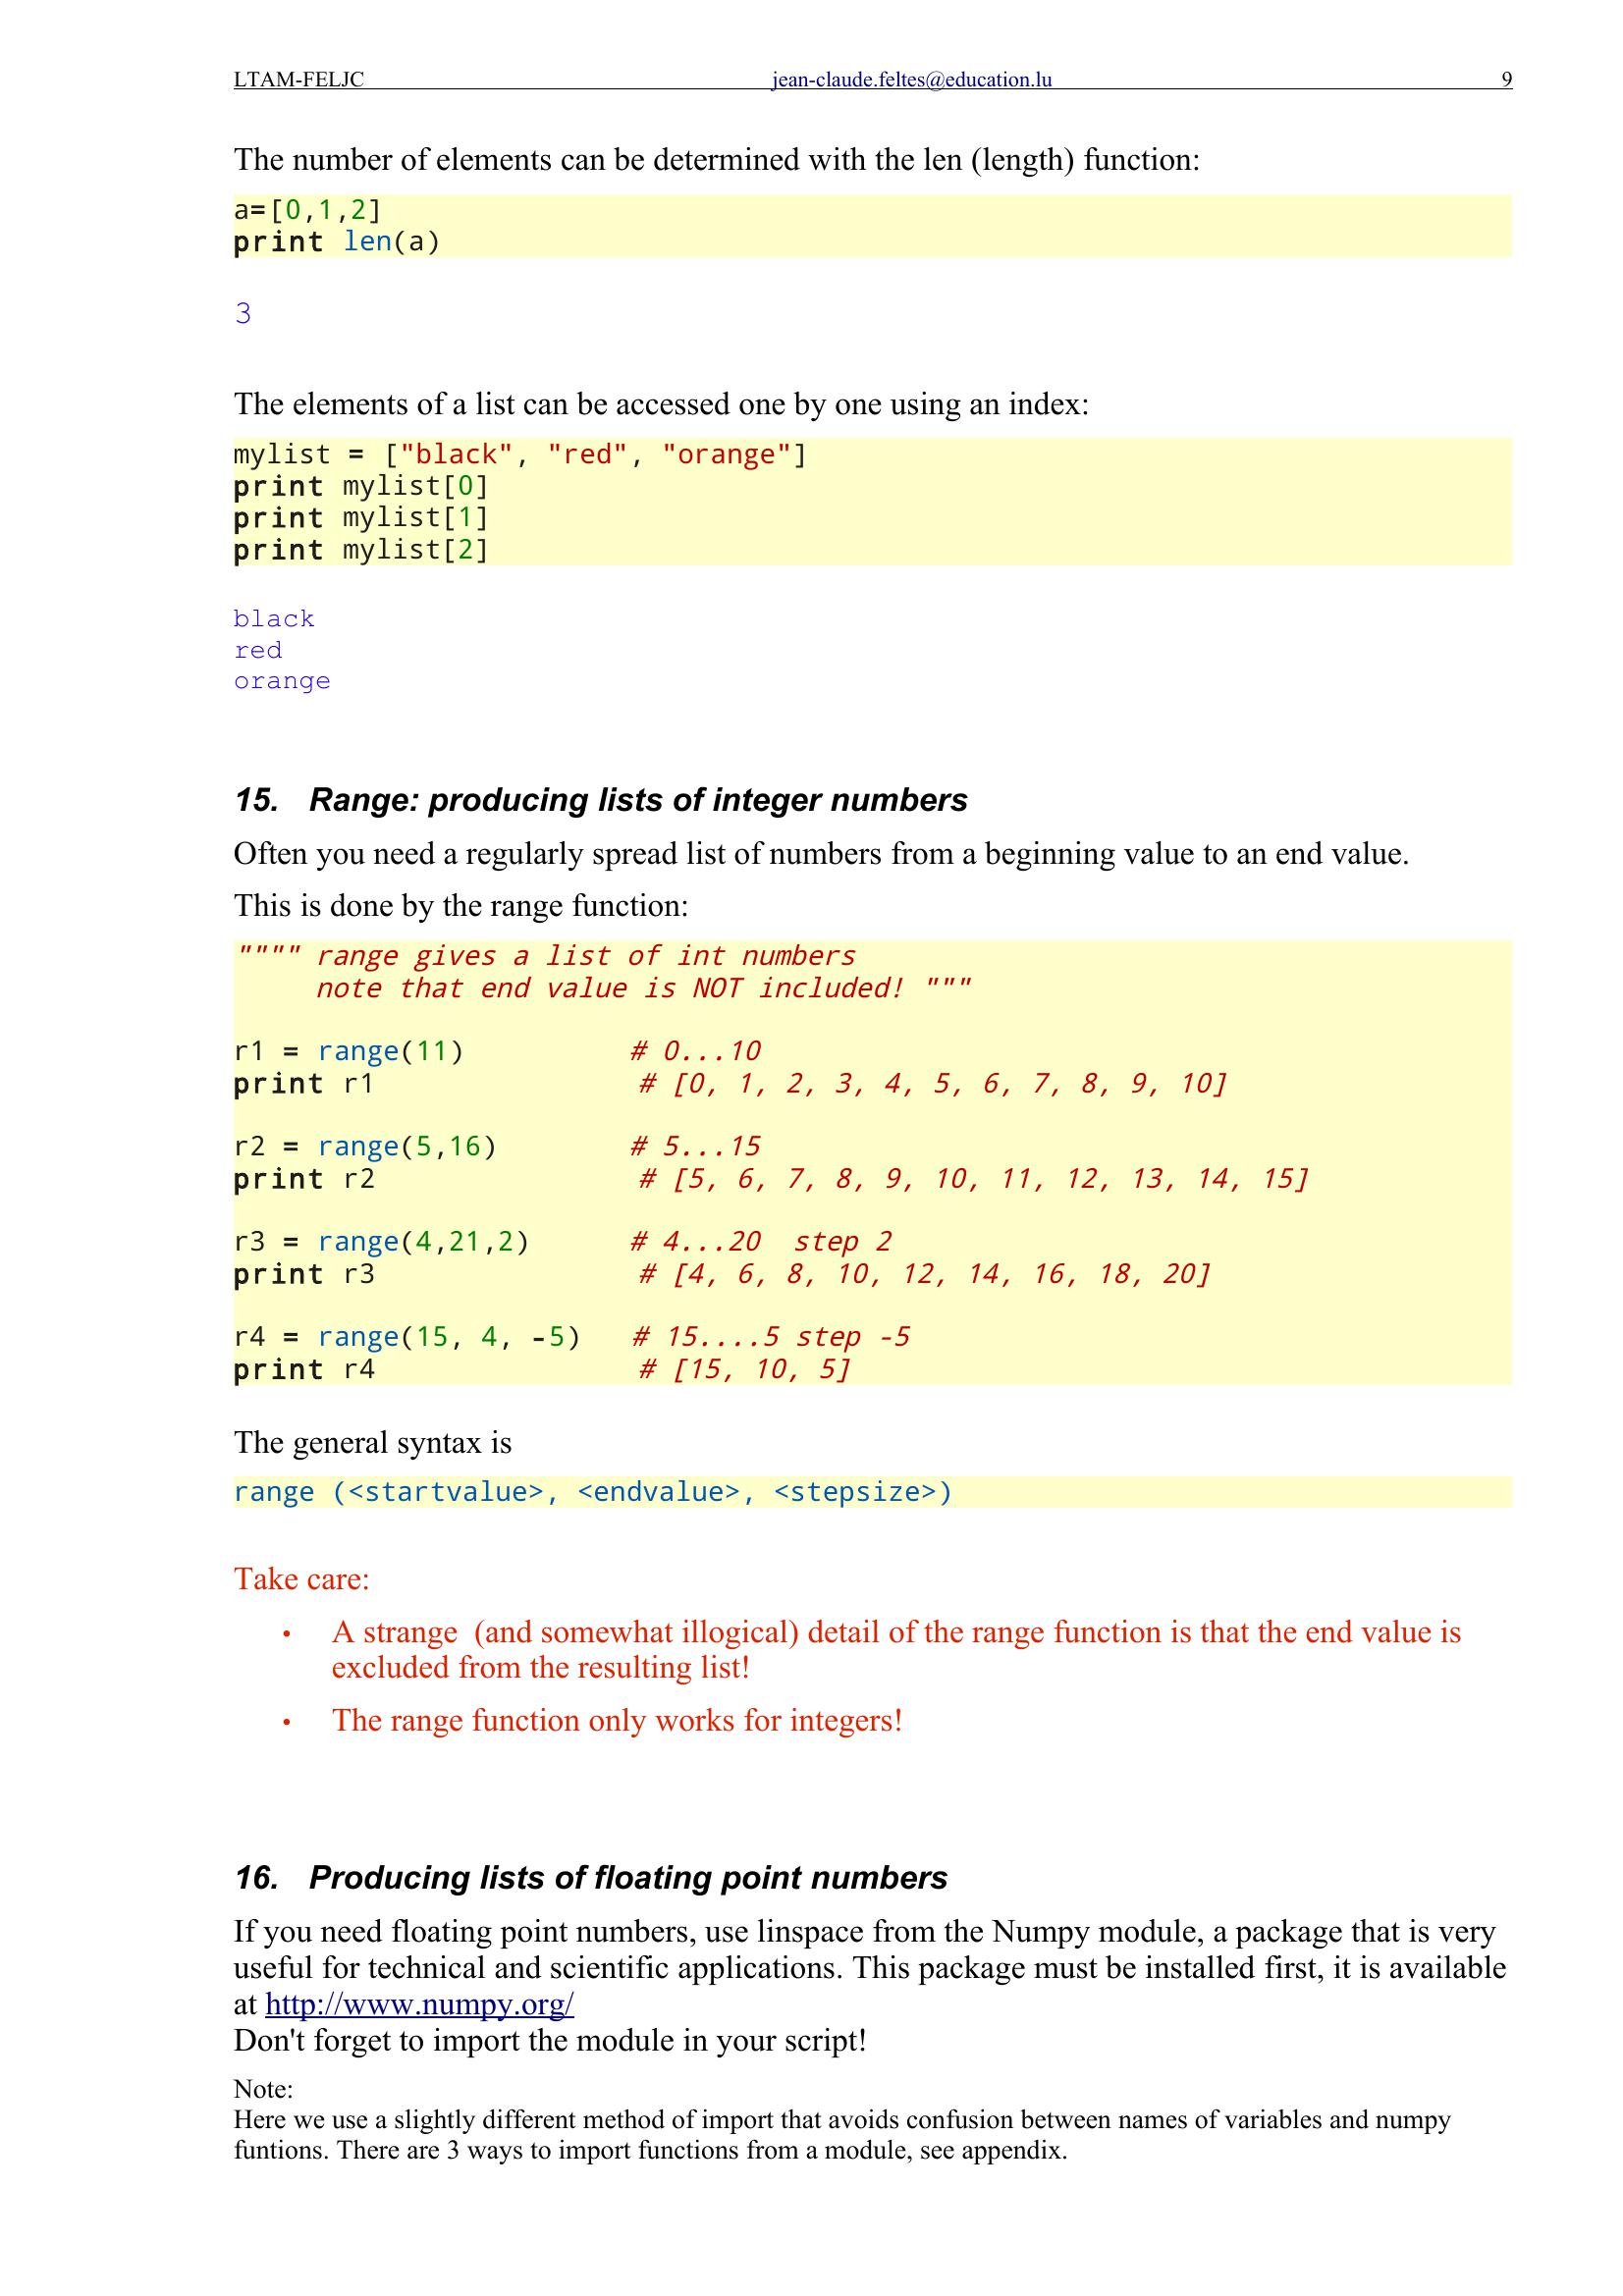 LTAM-FELJC jean-claude.feltes@education.lu 9
The number of elements can be determined with the len (length) function:
a=[0,1,2]
print len(a)
3
The elements of a list can be accessed one by one using an index:
mylist = ["black", "red", "orange"]
print mylist[0]
print mylist[1]
print mylist[2]
black
red
orange
15. Range: producing lists of integer numbers
Often you need a regularly spread list of numbers from a beginning value to an end value.
This is done by the range function:
"""" range gives a list of int numbers
note that end value is NOT included! """
r1 = range(11) # 0...10
print r1 # [0, 1, 2, 3, 4, 5, 6, 7, 8, 9, 10]
r2 = range(5,16) # 5...15
print r2 # [5, 6, 7, 8, 9, 10, 11, 12, 13, 14, 15]
r3 = range(4,21,2) # 4...20 step 2
print r3 # [4, 6, 8, 10, 12, 14, 16, 18, 20]
r4 = range(15, 4, -5) # 15....5 step -5
print r4 # [15, 10, 5]
The general syntax is
range (<startvalue>, <endvalue>, <stepsize>)
Take care:
• A strange (and somewhat illogical) detail of the range function is that the end value is
excluded from the resulting list!
• The range function only works for integers!
16. Producing lists of floating point numbers
If you need floating point numbers, use linspace from the Numpy module, a package that is very
useful for technical and scientific applications. This package must be installed first, it is available
at http://www.numpy.org/
Don't forget to import the module in your script!
Note:
Here we use a slightly different method of import that avoids confusion between names of variables and numpy
funtions. There are 3 ways to import functions from a module, see appendix.